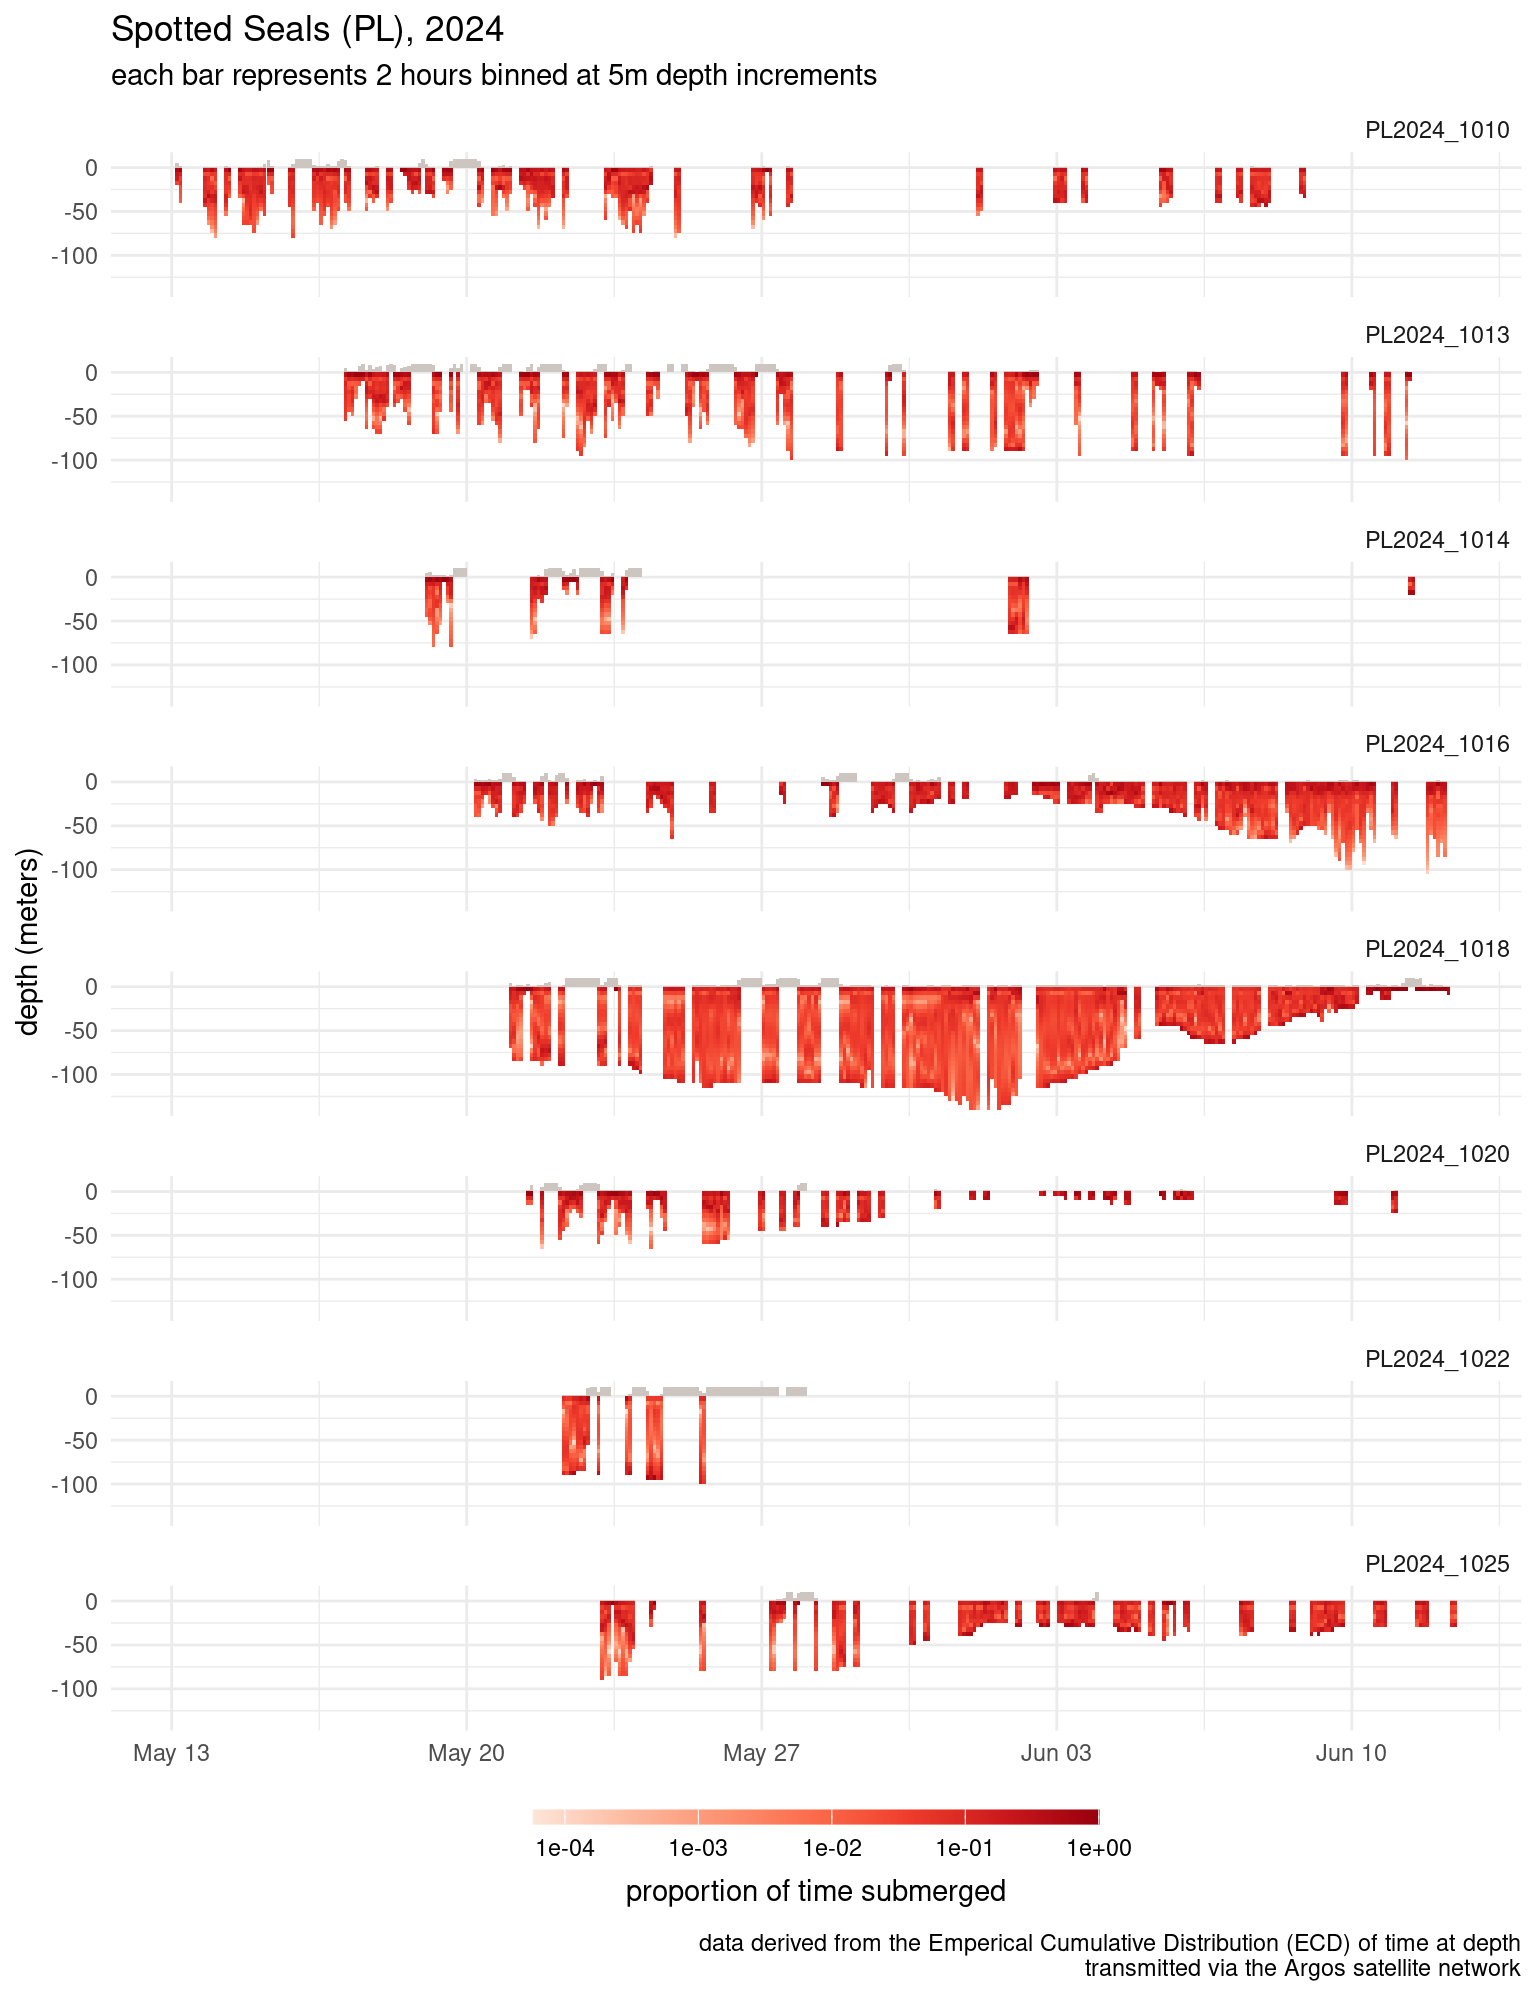 Spotted Seals (PL), 2024
each bar represents 2 hours binned at 5m depth increments
PL2024_1010
0
-50
-100
PL2024_1013
0
-50
-100
PL2024_1014
0
-50
-100
PL2024_1016
0
-50
-100
depth (meters)
PL2024_1018
0
-50
-100
PL2024_1020
0
-50
-100
PL2024_1022
0
-50
-100
PL2024_1025
0
-50
-100
May 13 May 20 May 27 Jun 03 Jun 10
1e-04 1e-03 1e-02 1e-01 1e+00
proportion of time submerged
data derived from the Emperical Cumulative Distribution (ECD) of time at depth
transmitted via the Argos satellite network